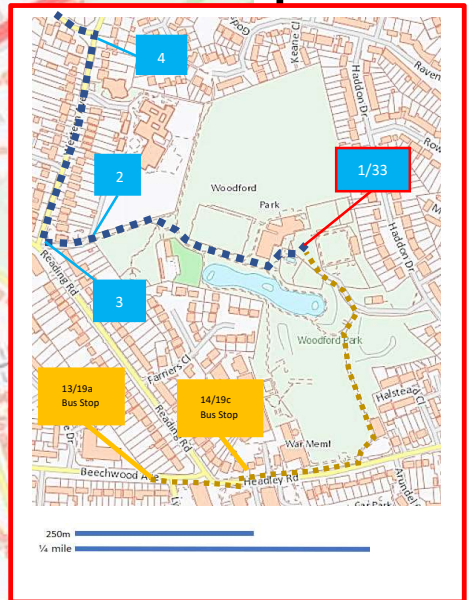 4
Keane Cl
Haddon Dr
2
Woodford
Park
1/33
3
Reading Rd
Haddon Dr
Woodford Park
Farriers Cl
13/19a
Bus Stop
14/19c
Bus Stop
Reading Rd
Halstead Cl
War Meml
Beechwood Ave
Headley Rd
Car Park
250m
¼ mile